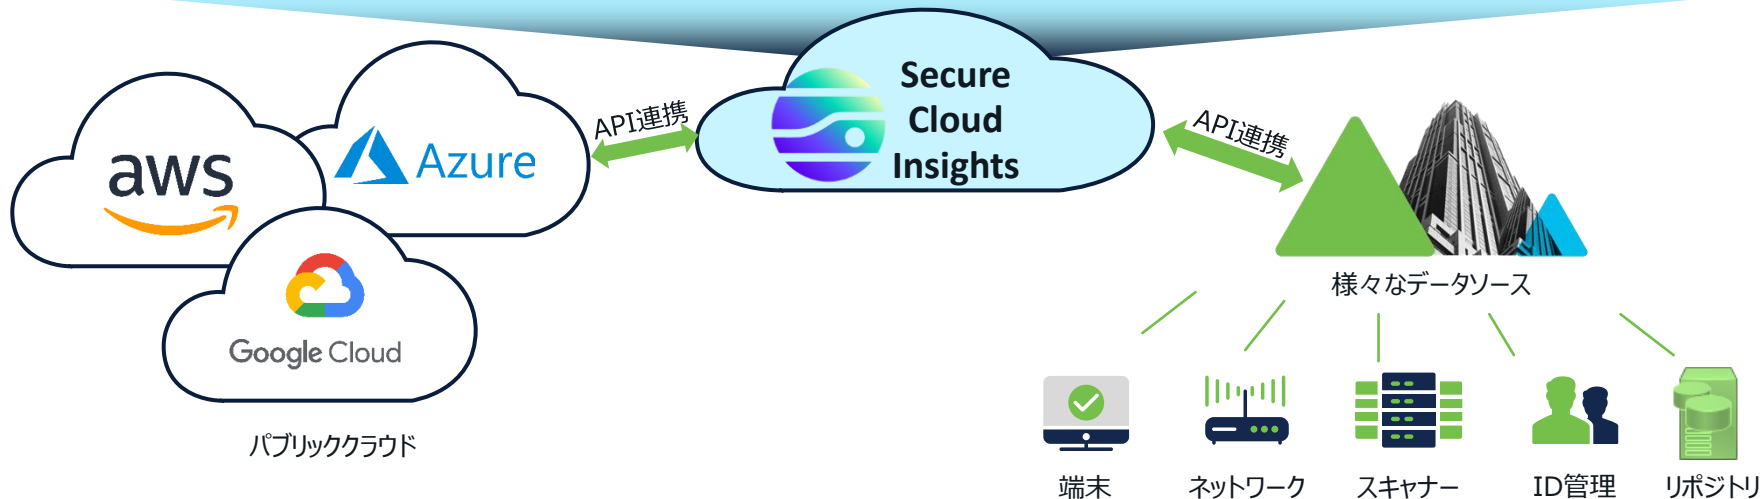 Secure
Cloud
Insights
API連携
API連携
aws
Azure
Google Cloud
パブリッククラウド
様々なデータソース
端末
ネットワーク
スキャナー
ID管理
リポジトリ